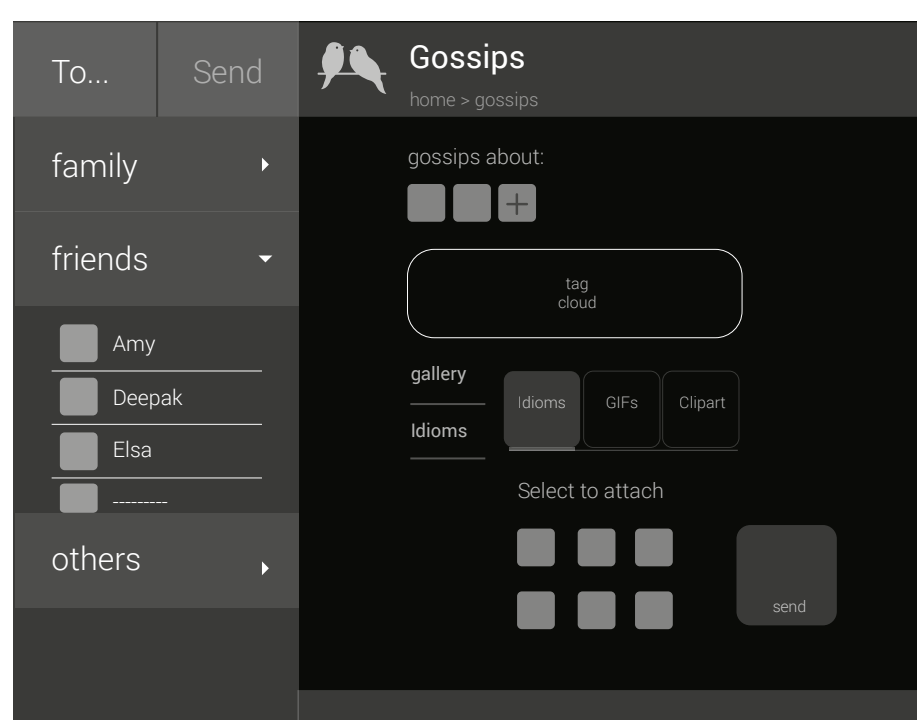 To...
Send
Gossips
home > gossips
family
friends
Amy
Deepak
Elsa
---------
others
gossips about:
+
tag
cloud
gallery
Idioms
Idioms
GIFs
Clipart
Select to attach
send